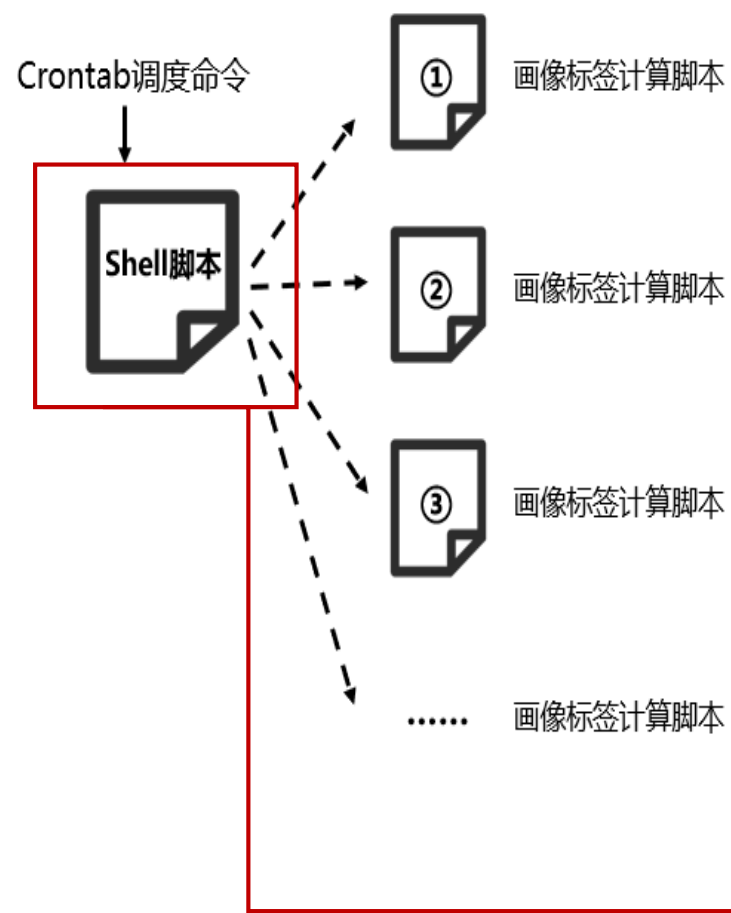 Crontab调度命令
Shell脚本
① 画像标签计算脚本
② 画像标签计算脚本
③ 画像标签计算脚本
…… 画像标签计算脚本